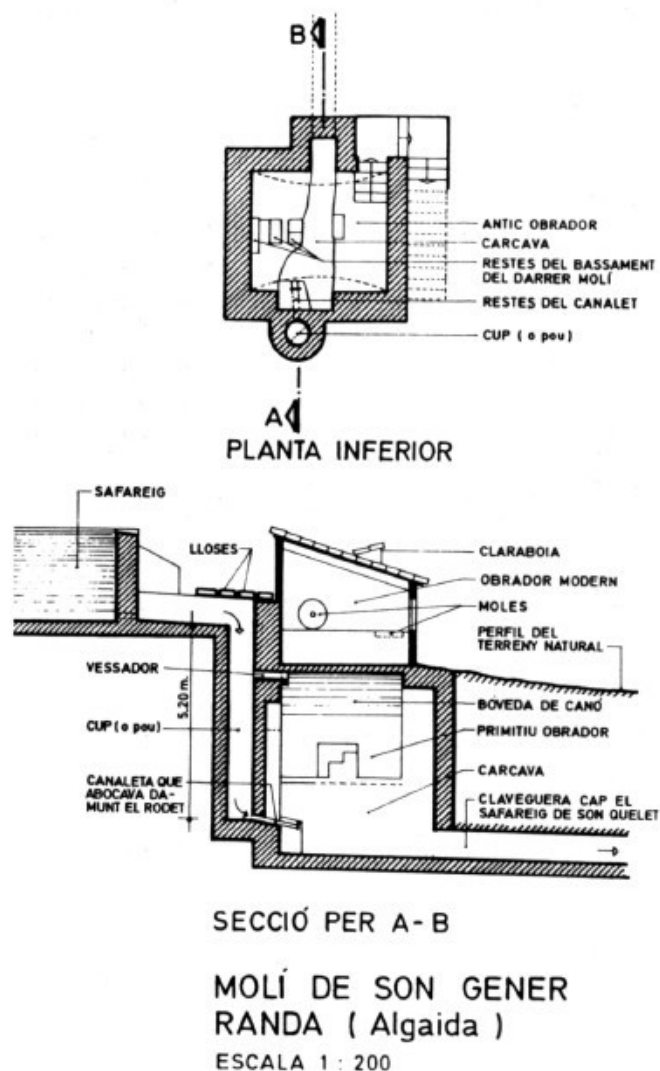 B
ANTIC OBRADOR
CARCAVA
RESTES DEL BASSAMENT
DEL DARRER MOLÍ
RESTES DEL CANALET
CUP ( o pou)
A
PLANTA INFERIOR
SAFAREIG
LLOSES
CLARABOIA
OBRADOR MODERN
MOLES
PERFIL DEL
TERRENY NATURAL
VESSADOR
5.20 m.
BOVEDA DE CANO
CUP (o pou)
PRIMITIU OBRADOR
CANALETA QUE
ABOCAVA DA-
MUNT EL RODET
CARCAVA
CLAVEGUERA CAP EL
SAFAREIG DE SON QUELET
SECCIÓ PER A-B
MOLÍ DE SON GENER
RANDA ( Algaida )
ESCALA 1 : 200